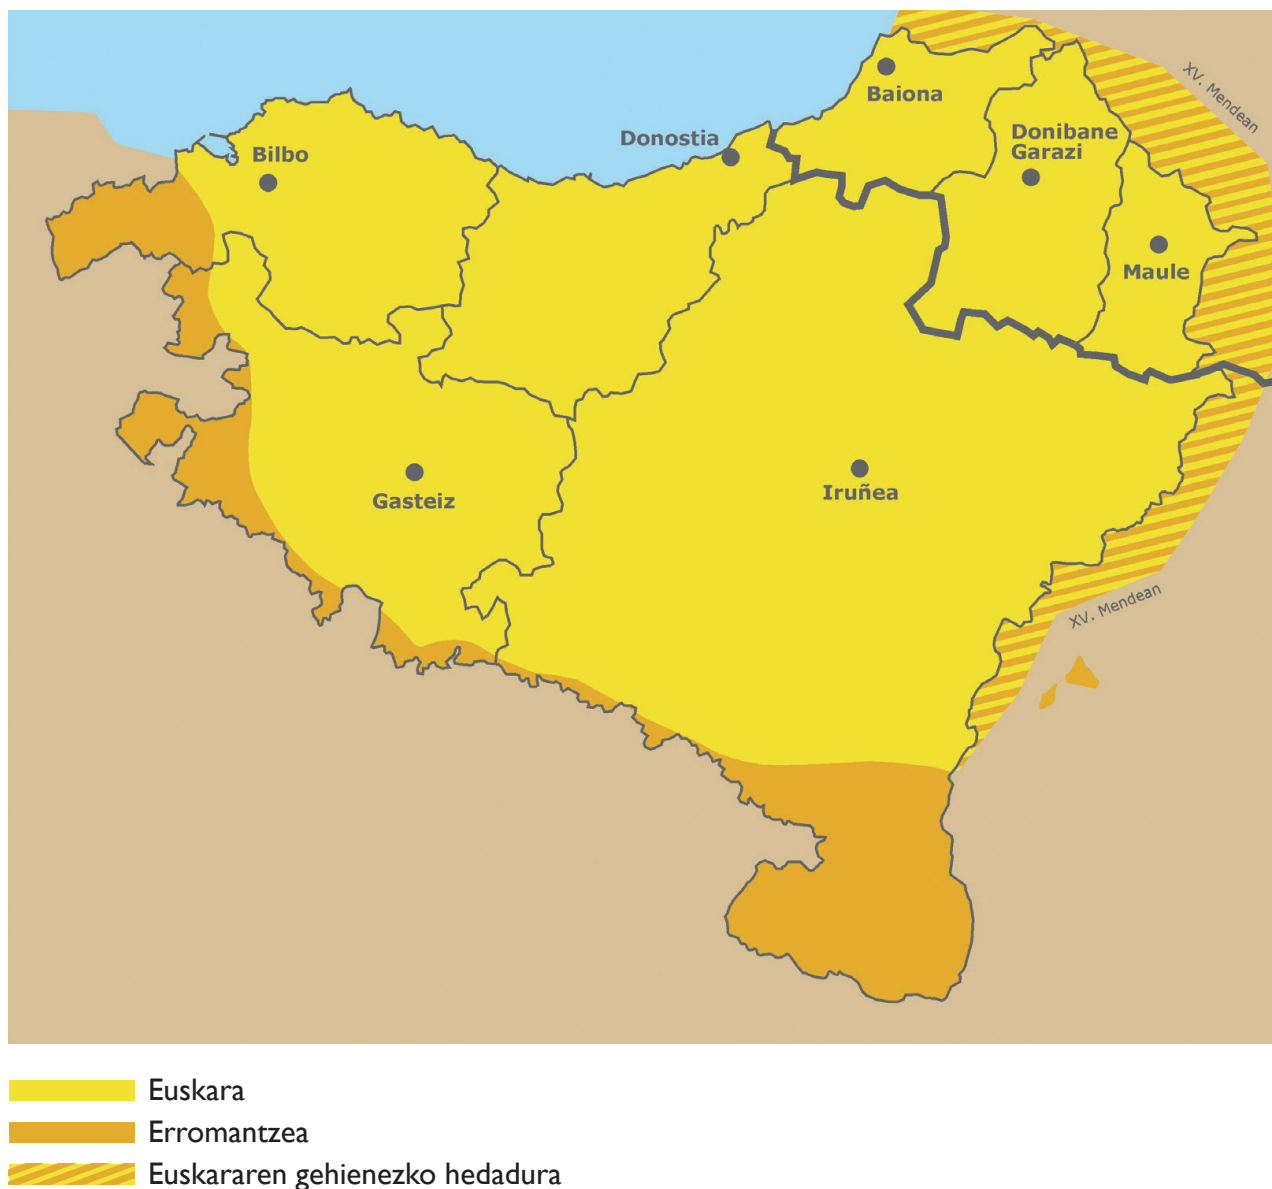 XV. Mendean
Baiona
Donostia
Donibane
Garazi
Bilbo
Maule
Gasteiz
Iruñea
XV. Mendean
Euskara
Erromantzea
Euskararen gehienezko hedadura